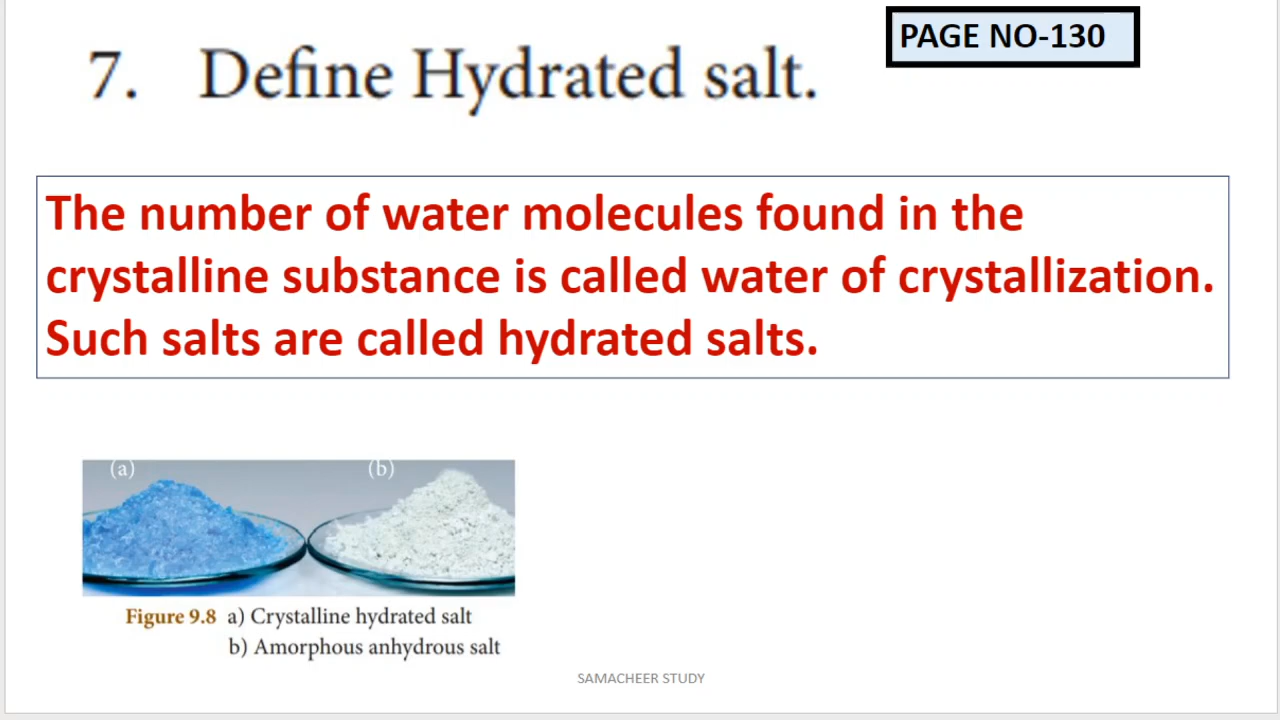 PAGE NO-130
7. Define Hydrated salt.
The number of water molecules found in the
crystalline substance is called water of crystallization.
Such salts are called hydrated salts.
(a) (b)
Figure 9.8 a) Crystalline hydrated salt
b) Amorphous anhydrous salt
SAMACHEER STUDY